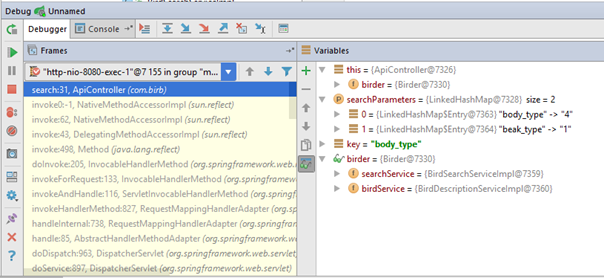 Debug Unnamed
Debugger Console
Frames
"http-nio-8080-exec-1"@7 155 in group "m...
search:31, ApiController (com.birb)
invoke0:-1, NativeMethodAccessorImpl (sun.reflect)
invoke:62, NativeMethodAccessorImpl (sun.reflect)
invoke:43, DelegatingMethodAccessorImpl (sun.reflect)
invoke:498, Method (java.lang.reflect)
doInvoke:205, InvocableHandlerMethod (org.springframework.web.
invokeForRequest:133, InvocableHandlerMethod (org.springframew
invokeAndHandle:116, ServletInvocableHandlerMethod (org.springf
invokeHandlerMethod:827, RequestMappingHandlerAdapter (org.s
handleInternal:738, RequestMappingHandlerAdapter (org.springfra
handle:85, AbstractHandlerMethodAdapter (org.springframework.w
doDispatch:963, DispatcherServlet (org.springframework.web.servlet)
doService:897, DispatcherServlet (org.springframework.web.servlet)
Variables
this = {ApiController@7326}
birder = {Birder@7330}
searchParameters = {LinkedHashMap@7328} size = 2
0 = {LinkedHashMap$Entry@7363} "body_type" -> "4"
1 = {LinkedHashMap$Entry@7364} "beak_type" -> "1"
key = "body_type"
birder = {Birder@7330}
searchService = {BirdSearchServiceImpl@7359}
birdService = {BirdDescriptionServiceImpl@7360}